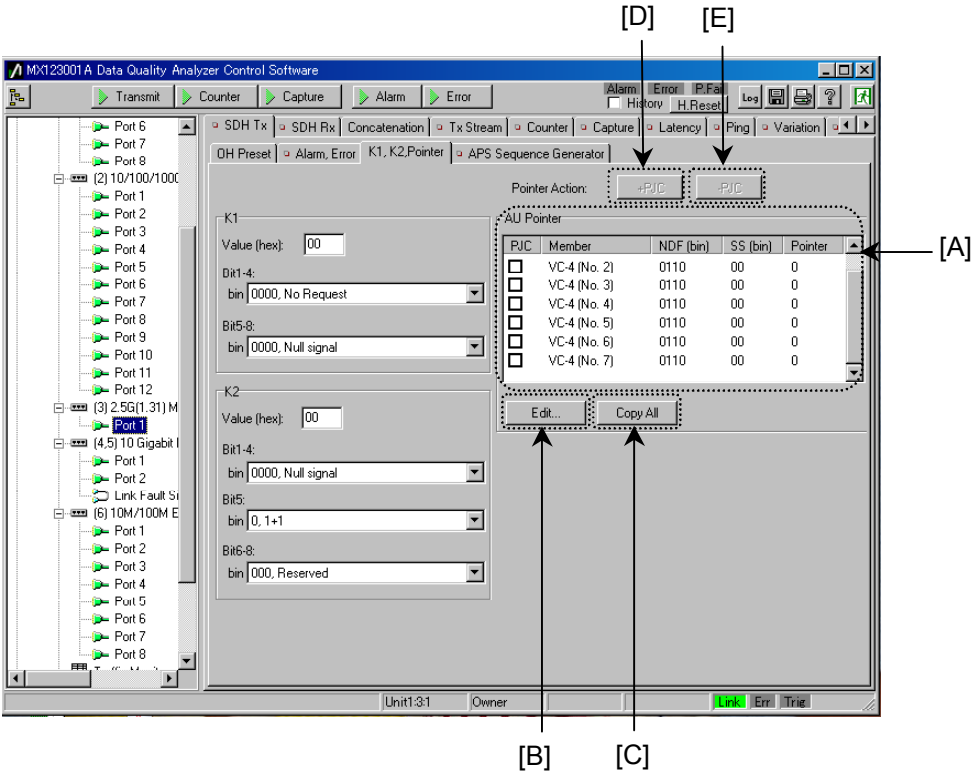 [D] [E]
MX123001A Data Quality Analyzer Control Software
Transmit Counter Capture Alarm Error
Alarm Error P.Fail
History H.Reset Log
Port 6
Port 7
Port 8
(2) 10/100/1000
Port 1
Port 2
Port 3
Port 4
Port 5
Port 6
Port 7
Port 8
Port 9
Port 10
Port 11
Port 12
(3) 2.5G(1.31) M
Port 1
(4,5) 10 Gigabit
Port 1
Port 2
Link Fault Si
(6) 10M/100M E
Port 1
Port 2
Port 3
Port 4
Port 5
Port 6
Port 7
Port 8
SDH Tx SDH Rx Concatenation Tx Stream Counter Capture Latency Ping Variation
OH Preset Alarm, Error K1, K2,Pointer APS Sequence Generator
Pointer Action: +PJC -PJC
K1
Value (hex): 00
Bit1-4:
bin 0000, No Request
Bit5-8:
bin 0000, Null signal
K2
Value (hex): 00
Bit1-4:
bin 0000, Null signal
Bit5:
bin 0, 1+1
Bit6-8:
bin 000, Reserved
AU Pointer
PJC Member NDF (bin) SS (bin) Pointer
VC-4 (No. 2) 0110 00 0
VC-4 (No. 3) 0110 00 0
VC-4 (No. 4) 0110 00 0
VC-4 (No. 5) 0110 00 0
VC-4 (No. 6) 0110 00 0
VC-4 (No. 7) 0110 00 0
[A]
Edit... Copy All
Unit1:3:1 Owner Link Err Trig
[B] [C]